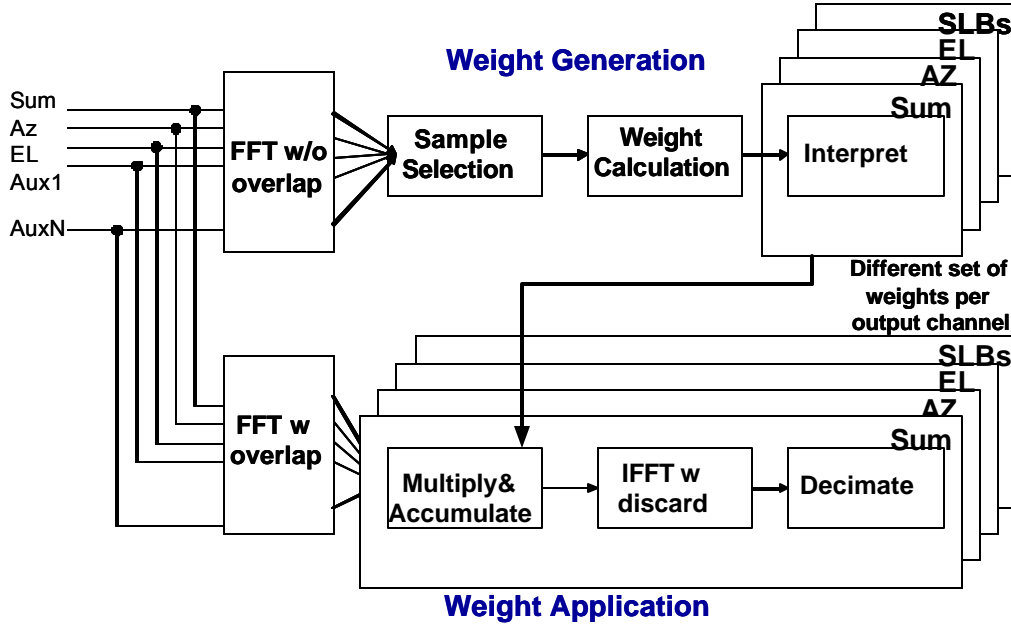 Weight Generation
SLBs
EL
AZ
Sum
Sum
Az
EL
Aux1
AuxN
FFT w/o
overlap
Sample
Selection
Weight
Calculation
Interpret
Different set of
weights per
output channel
SLBs
EL
AZ
Sum
FFT w
overlap
Multiply&
Accumulate
IFFT w
discard
Decimate
Weight Application